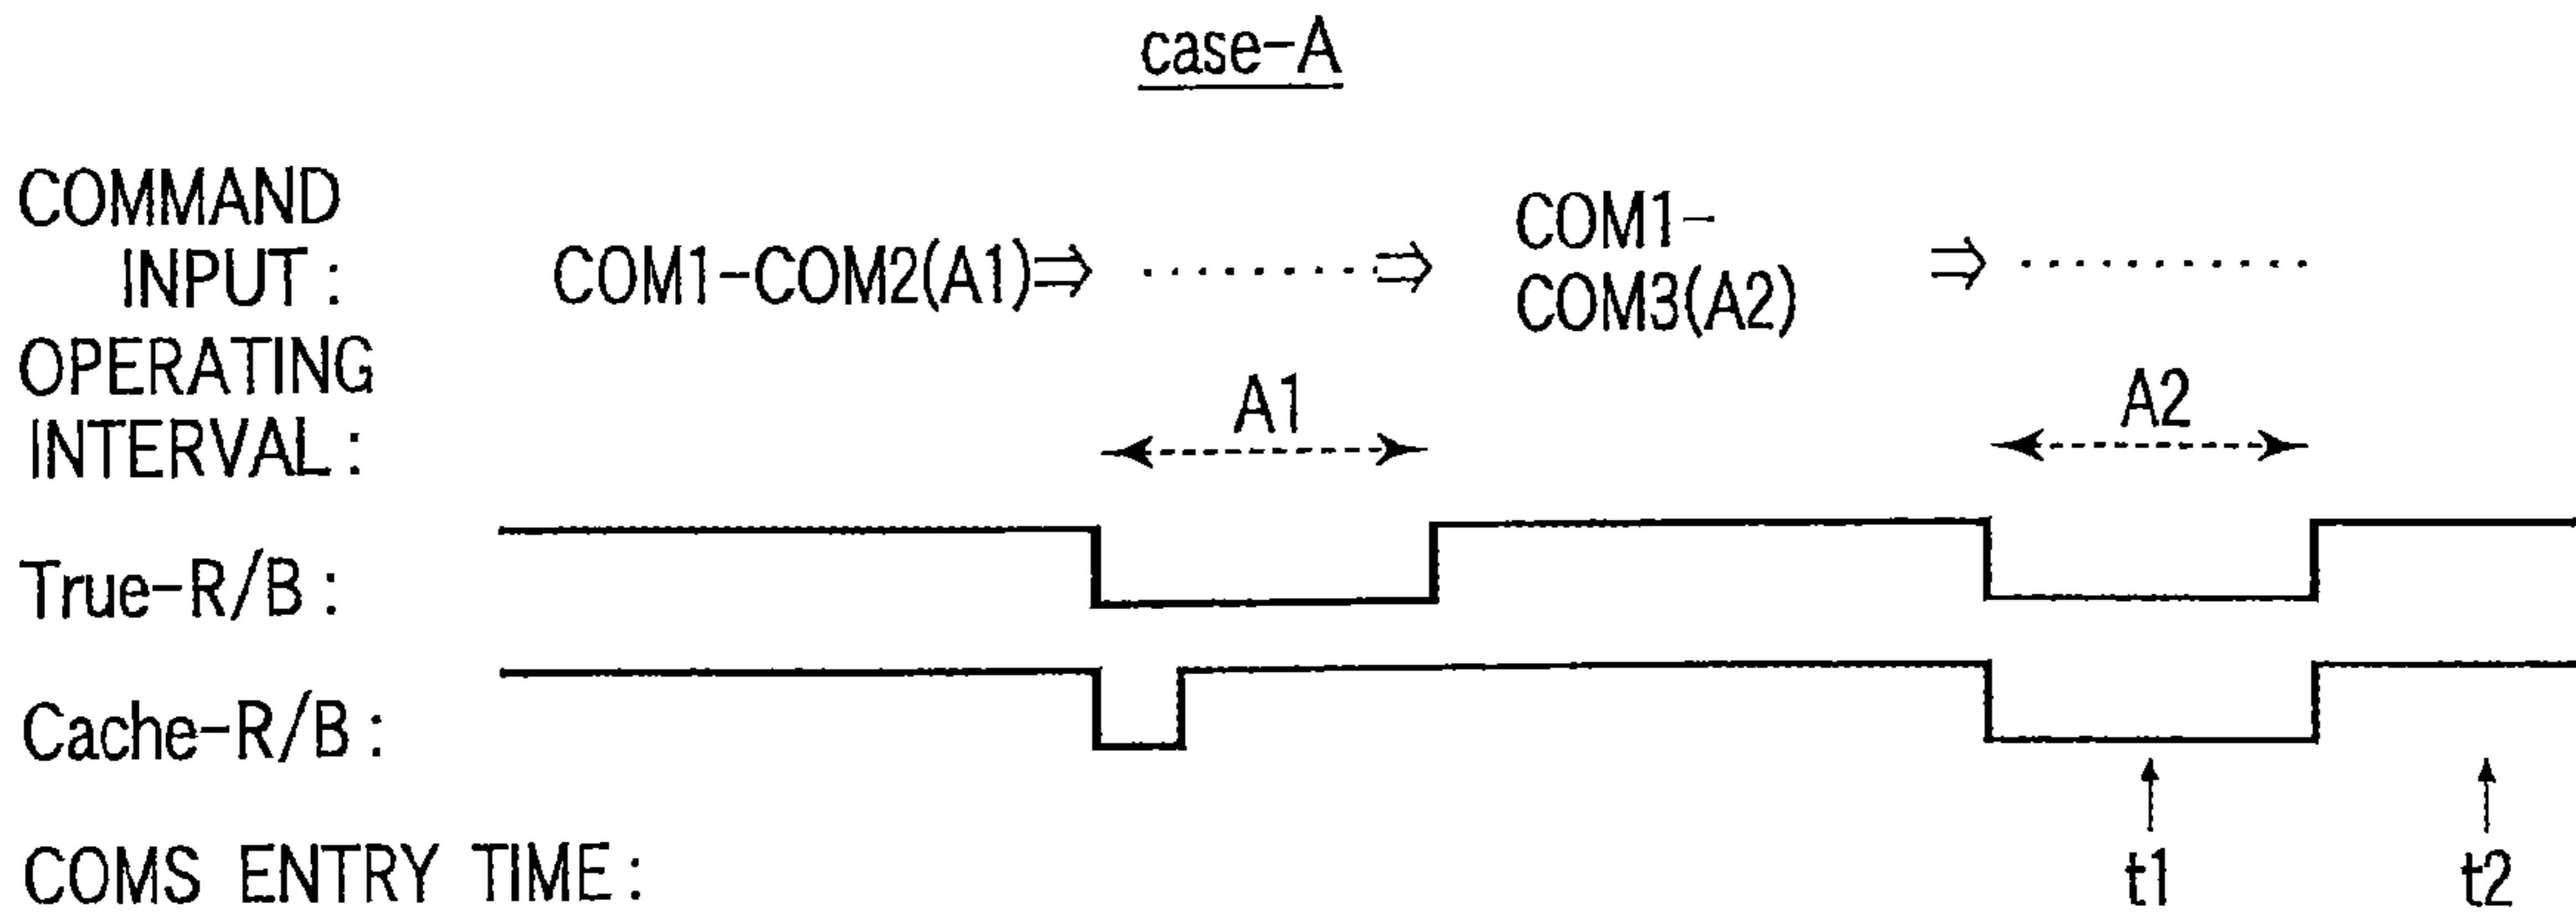 case-A
COMMAND
INPUT :
COM1-COM2(A1)⇒ ·········⇒ COM1-
COM3(A2) ⇒ ···········
OPERATING
INTERVAL :
A1
A2
True-R/B :
Cache-R/B :
COMS ENTRY TIME :
t1
t2